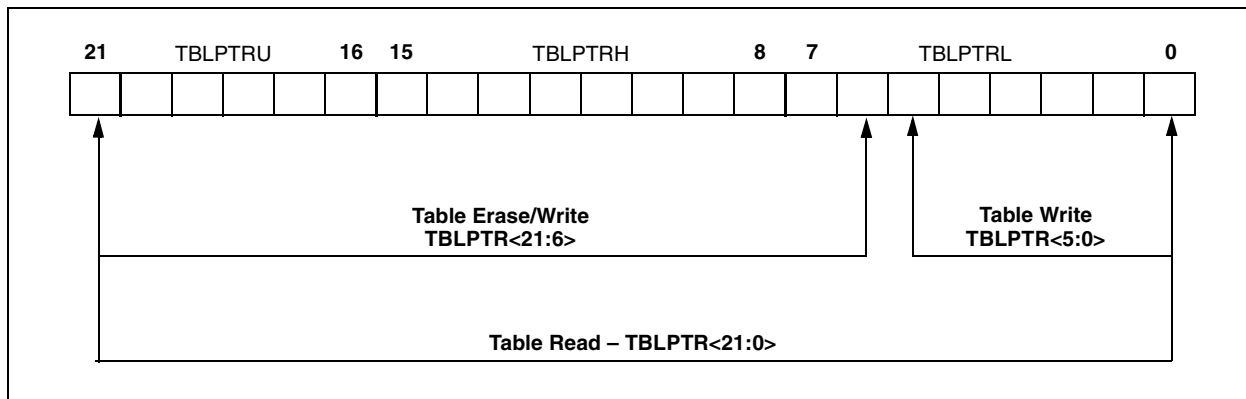 21 TBLPTRU 16 15 TBLPTRH 8 7 TBLPTRL 0
Table Erase/Write
TBLPTR<21:6>
Table Write
TBLPTR<5:0>
Table Read – TBLPTR<21:0>